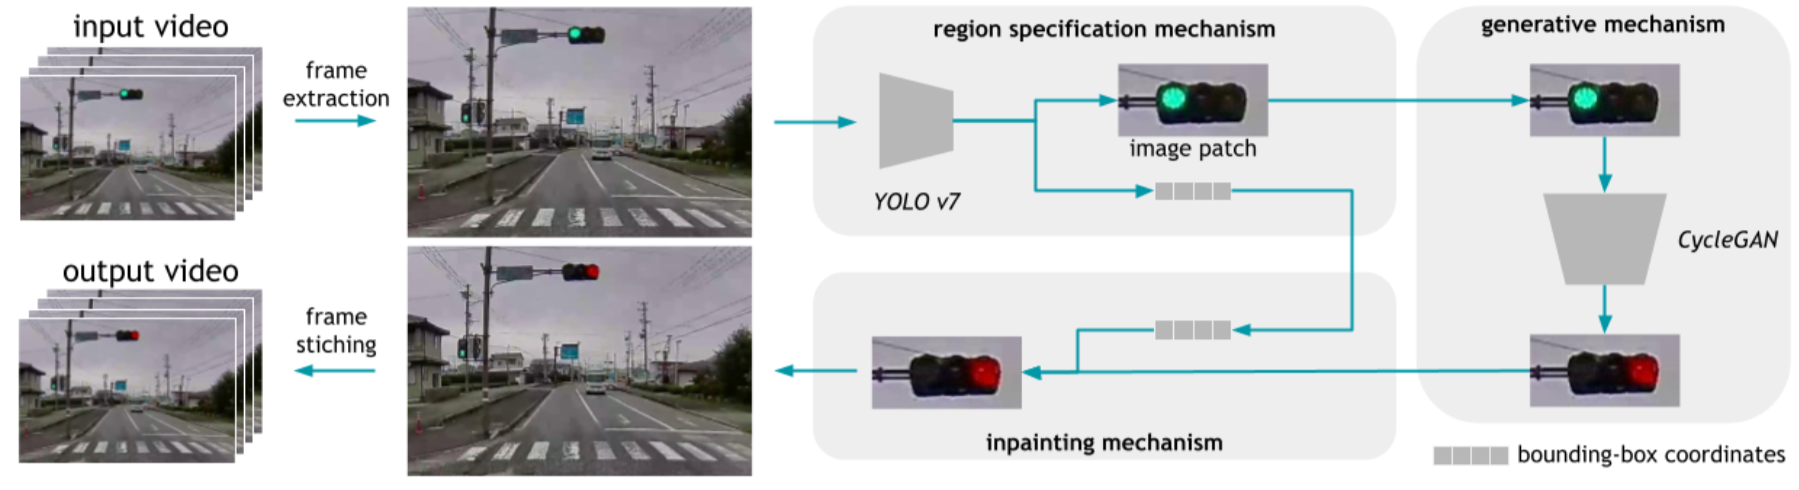 input video
frame
extraction
region specification mechanism
YOLO v7
image patch
generative mechanism
CycleGAN
output video
frame
stiching
inpainting mechanism
bounding-box coordinates